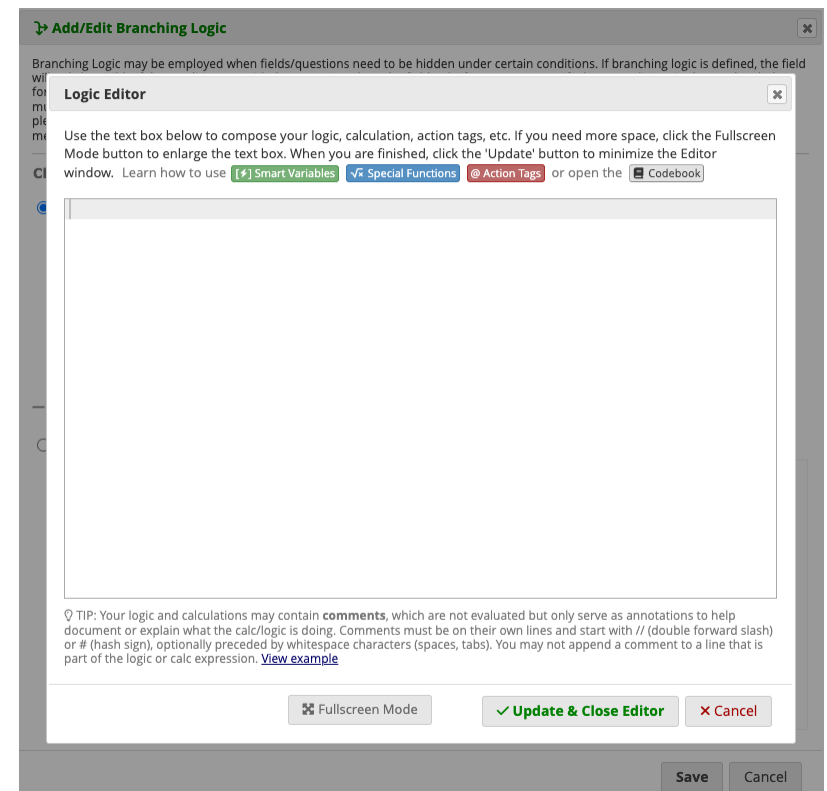 Add/Edit Branching Logic
Branching Logic may be employed when fields/questions need to be hidden under certain conditions. If branching logic is defined, the field
Logic Editor
Use the text box below to compose your logic, calculation, action tags, etc. If you need more space, click the Fullscreen
Mode button to enlarge the text box. When you are finished, click the 'Update' button to minimize the Editor
window. Learn how to use [⚡] Smart Variables √x Special Functions @ Action Tags or open the Codebook
TIP: Your logic and calculations may contain comments, which are not evaluated but only serve as annotations to help
document or explain what the calc/logic is doing. Comments must be on their own lines and start with // (double forward slash)
or # (hash sign), optionally preceded by whitespace characters (spaces, tabs). You may not append a comment to a line that is
part of the logic or calc expression. View example
Fullscreen Mode
Update & Close Editor
Cancel
Save
Cancel